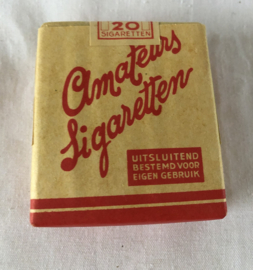 20
SIGARETTEN
Amateurs
Sigaretten
UITSLUITEND
BESTEMD VOOR
EIGEN GEBRUIK